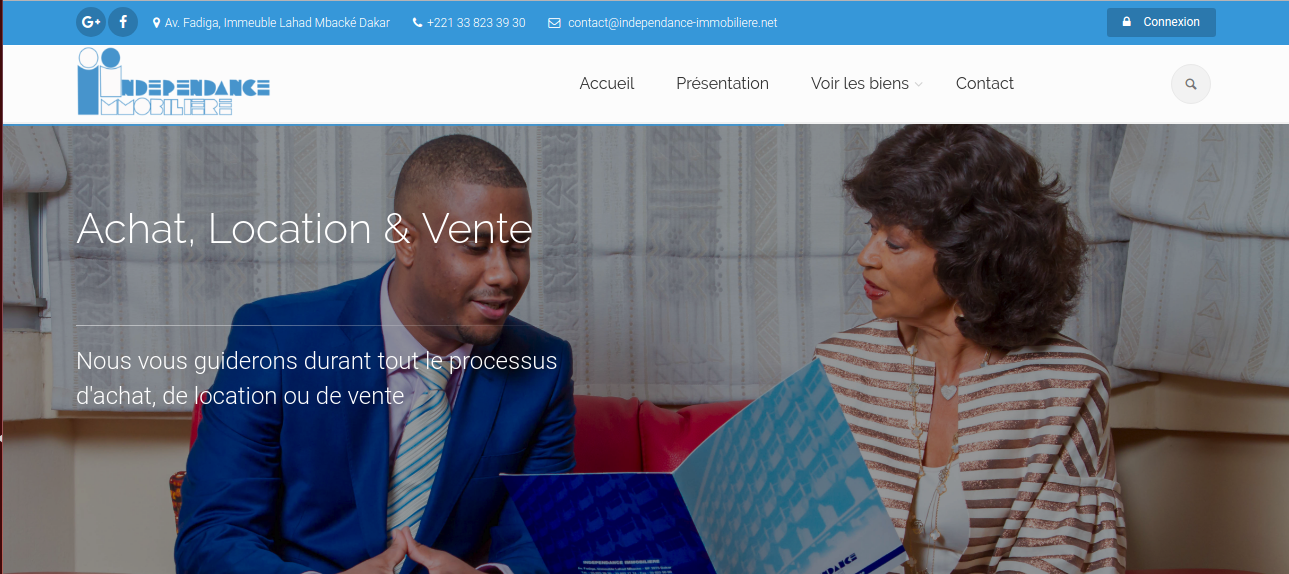 Av. Fadiga, Immeuble Lahad Mbacké Dakar
+221 33 823 39 30
contact@independance-immobiliere.net
Connexion
INDEPENDANCE
IMMOBILIERE
Accueil
Présentation
Voir les biens
Contact
Achat, Location & Vente
Nous vous guiderons durant tout le processus
d'achat, de location ou de vente
INDEPENDANCE IMMOBILIERE